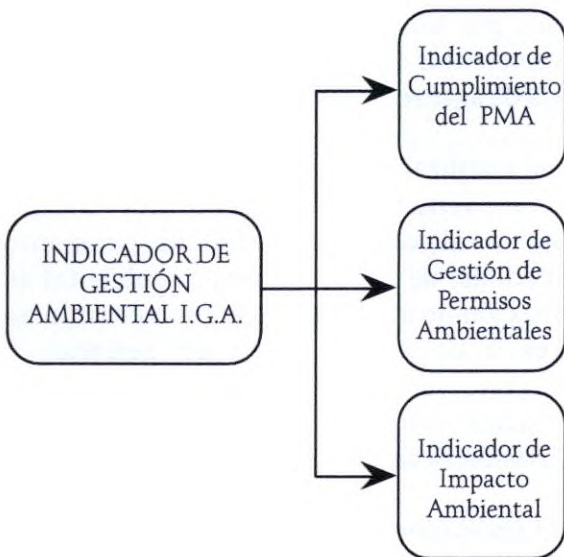 Indicador de
Cumplimiento
del PMA
INDICADOR DE
GESTIÓN
AMBIENTAL I.G.A.
Indicador de
Gestión de
Permisos
Ambientales
Indicador de
Impacto
Ambiental